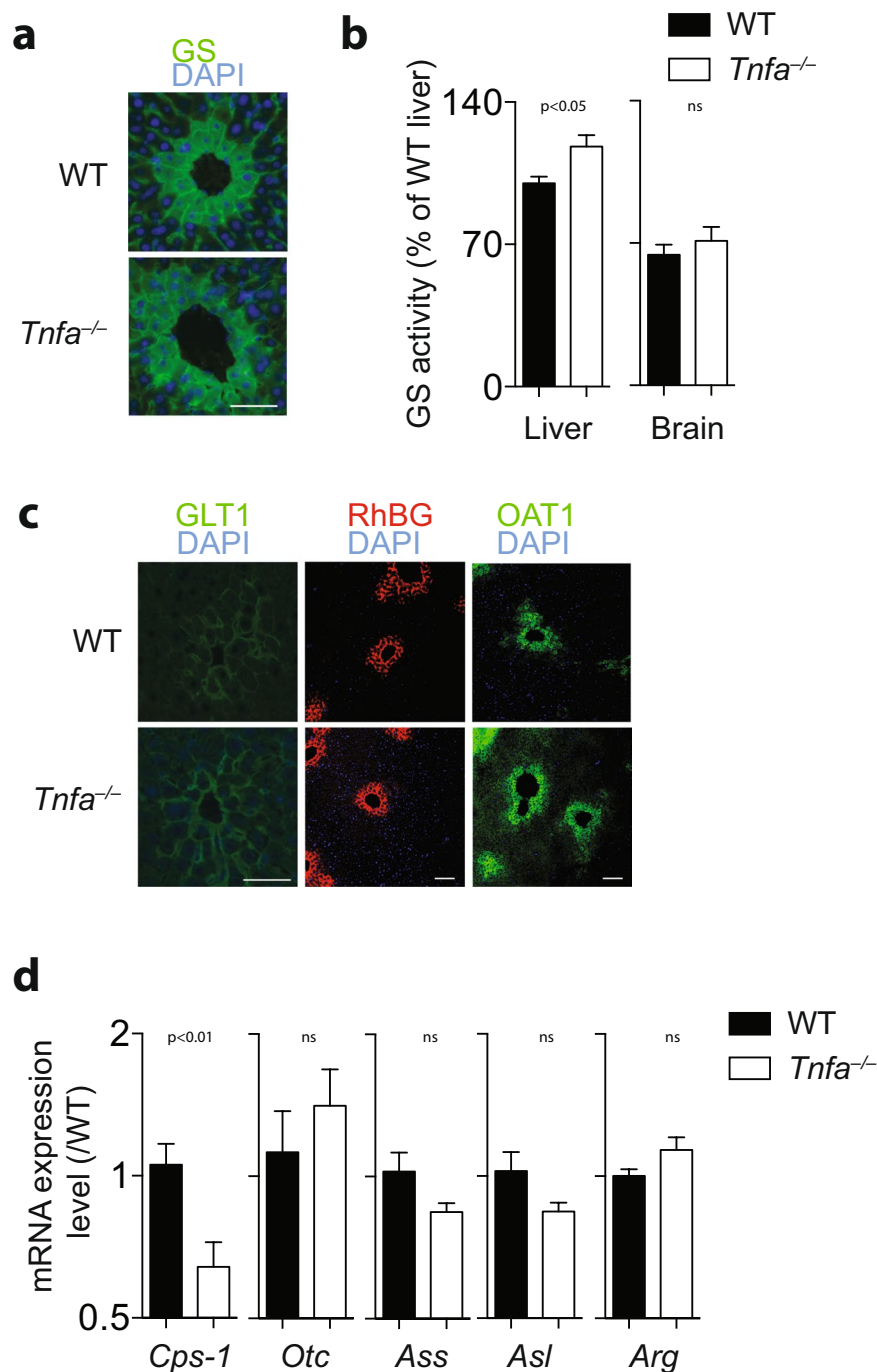 a
GS
DAPI
WT
Tnfa–/–
b
WT
Tnfa–/–
GS activity (% of WT liver)
140
70
0
p<0.05
ns
Liver
Brain
c
GLT1
DAPI
RhBG
DAPI
OAT1
DAPI
WT
Tnfa–/–
d
WT
Tnfa–/–
mRNA expression
level (/WT)
2
1
0.5
p<0.01
ns
ns
ns
ns
Cps-1
Otc
Ass
Asl
Arg